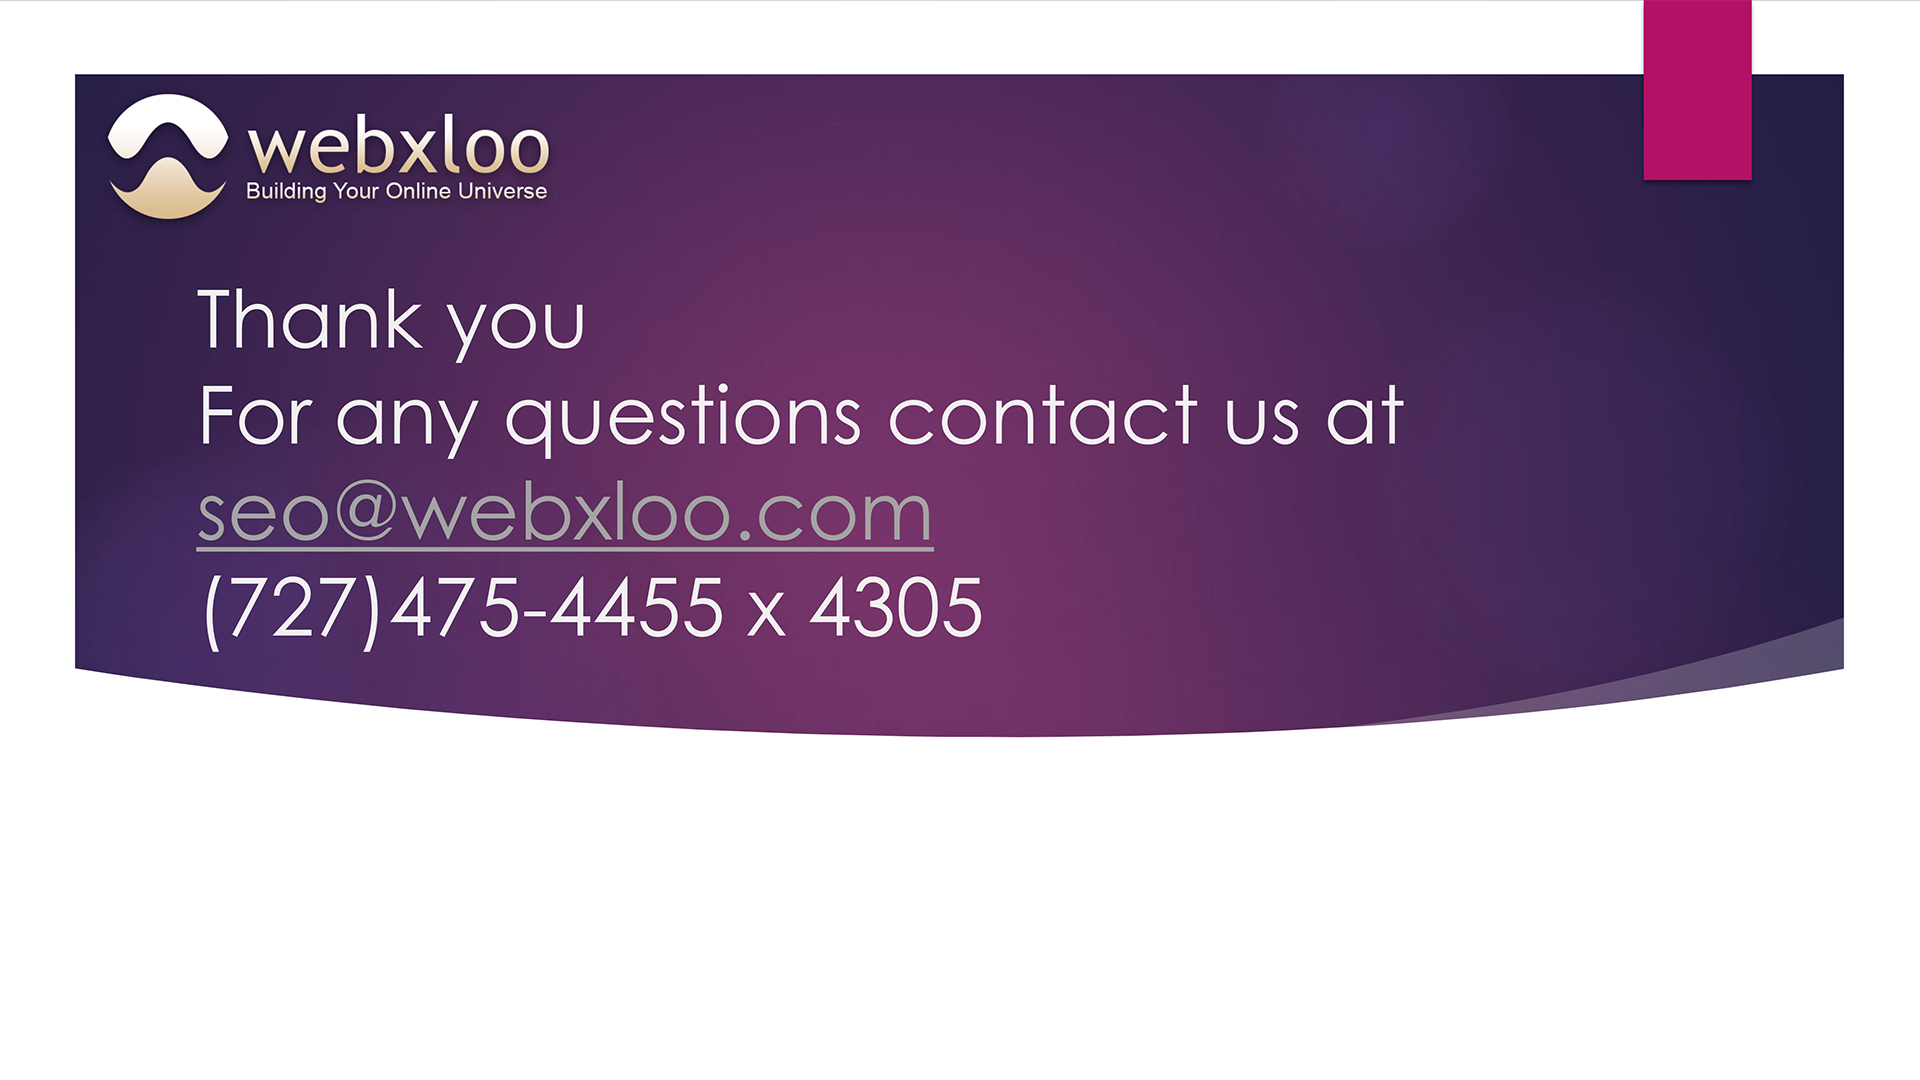 webxloo
Building Your Online Universe
Thank you
For any questions contact us at
seo@webxloo.com
(727)475-4455 x 4305